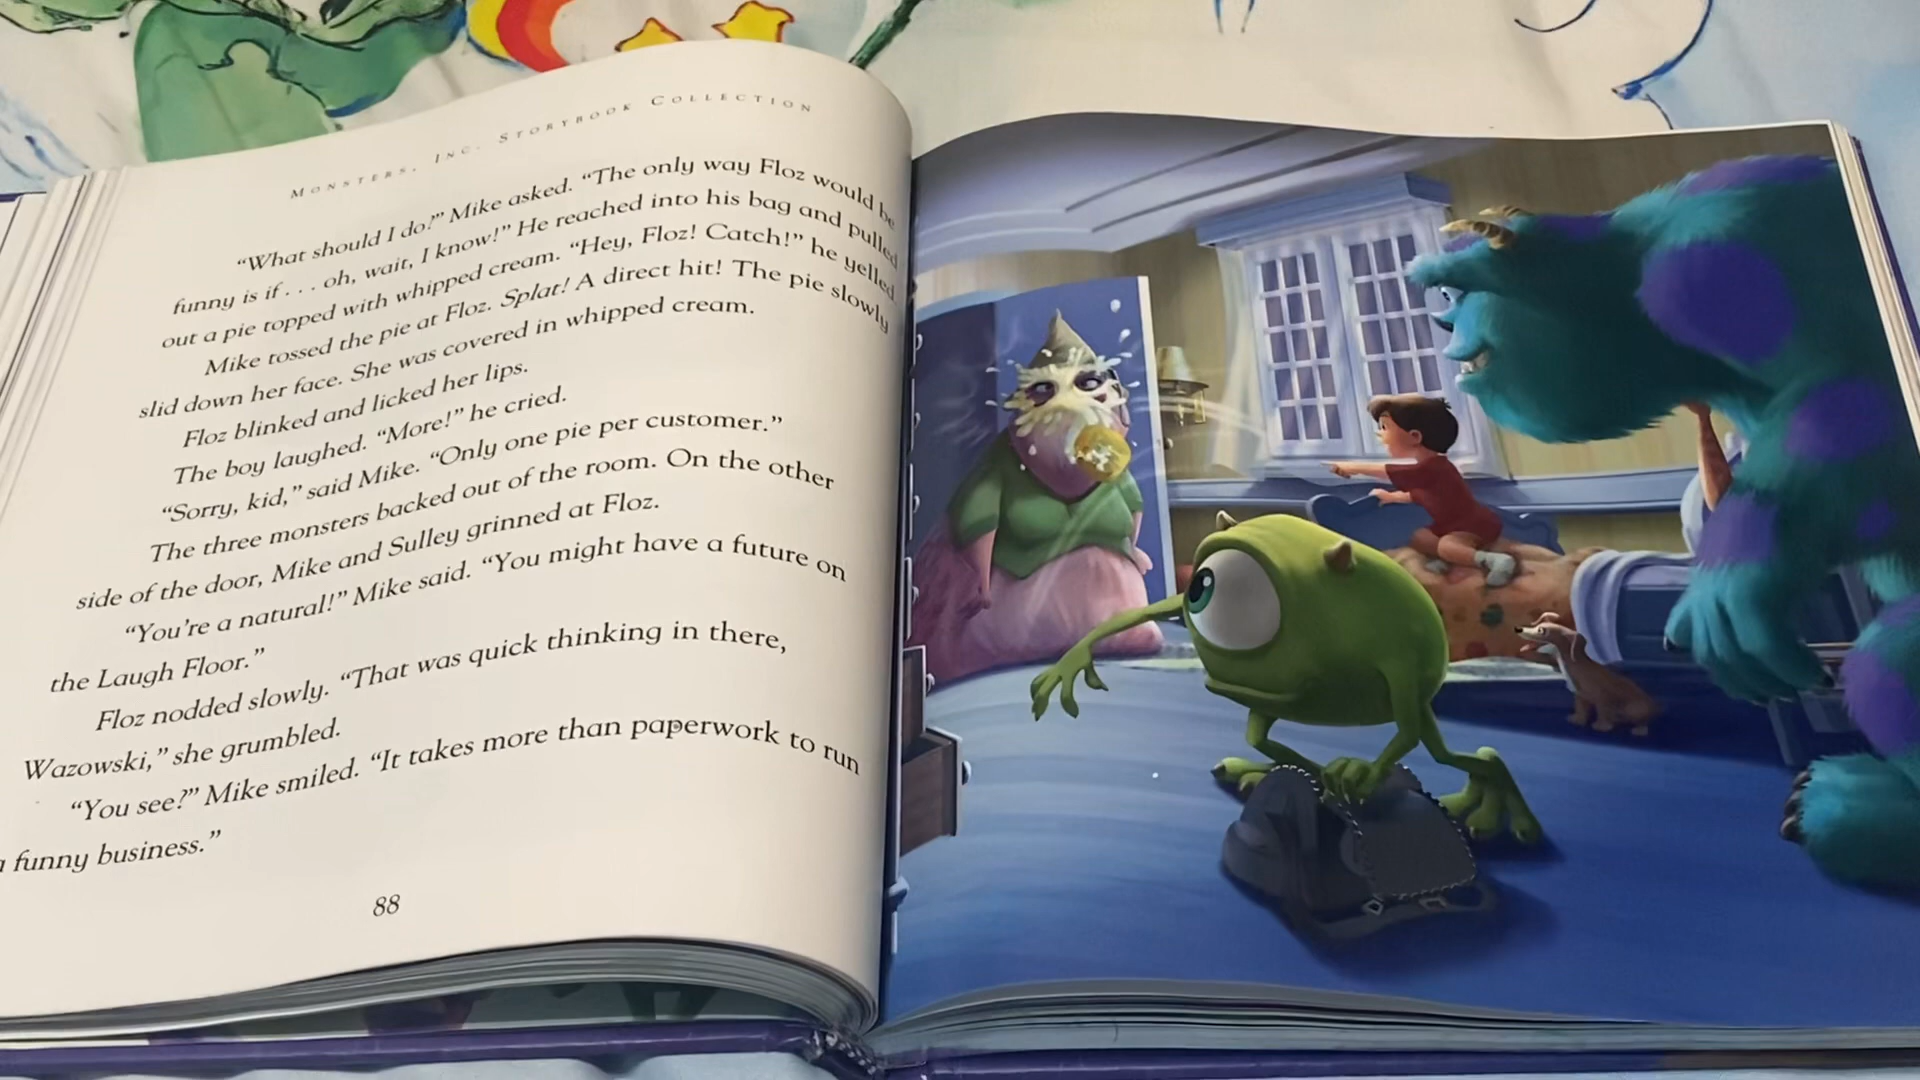 MONSTERS, INC. STORYBOOK COLLECTION
“What should I do?” Mike asked. “The only way Floz would be
funny is if . . . oh, wait, I know!” He reached into his bag and pulled
out a pie topped with whipped cream. “Hey, Floz! Catch!” he yelled.
Mike tossed the pie at Floz. Splat! A direct hit! The pie slowly
slid down her face. She was covered in whipped cream.
Floz blinked and licked her lips.
The boy laughed. “More!” he cried.
“Sorry, kid,” said Mike. “Only one pie per customer.”
The three monsters backed out of the room. On the other
side of the door, Mike and Sulley grinned at Floz.
“You’re a natural!” Mike said. “You might have a future on
the Laugh Floor.”
Floz nodded slowly. “That was quick thinking in there,
Wazowski,” she grumbled.
“You see?” Mike smiled. “It takes more than paperwork to run
a funny business.”
88